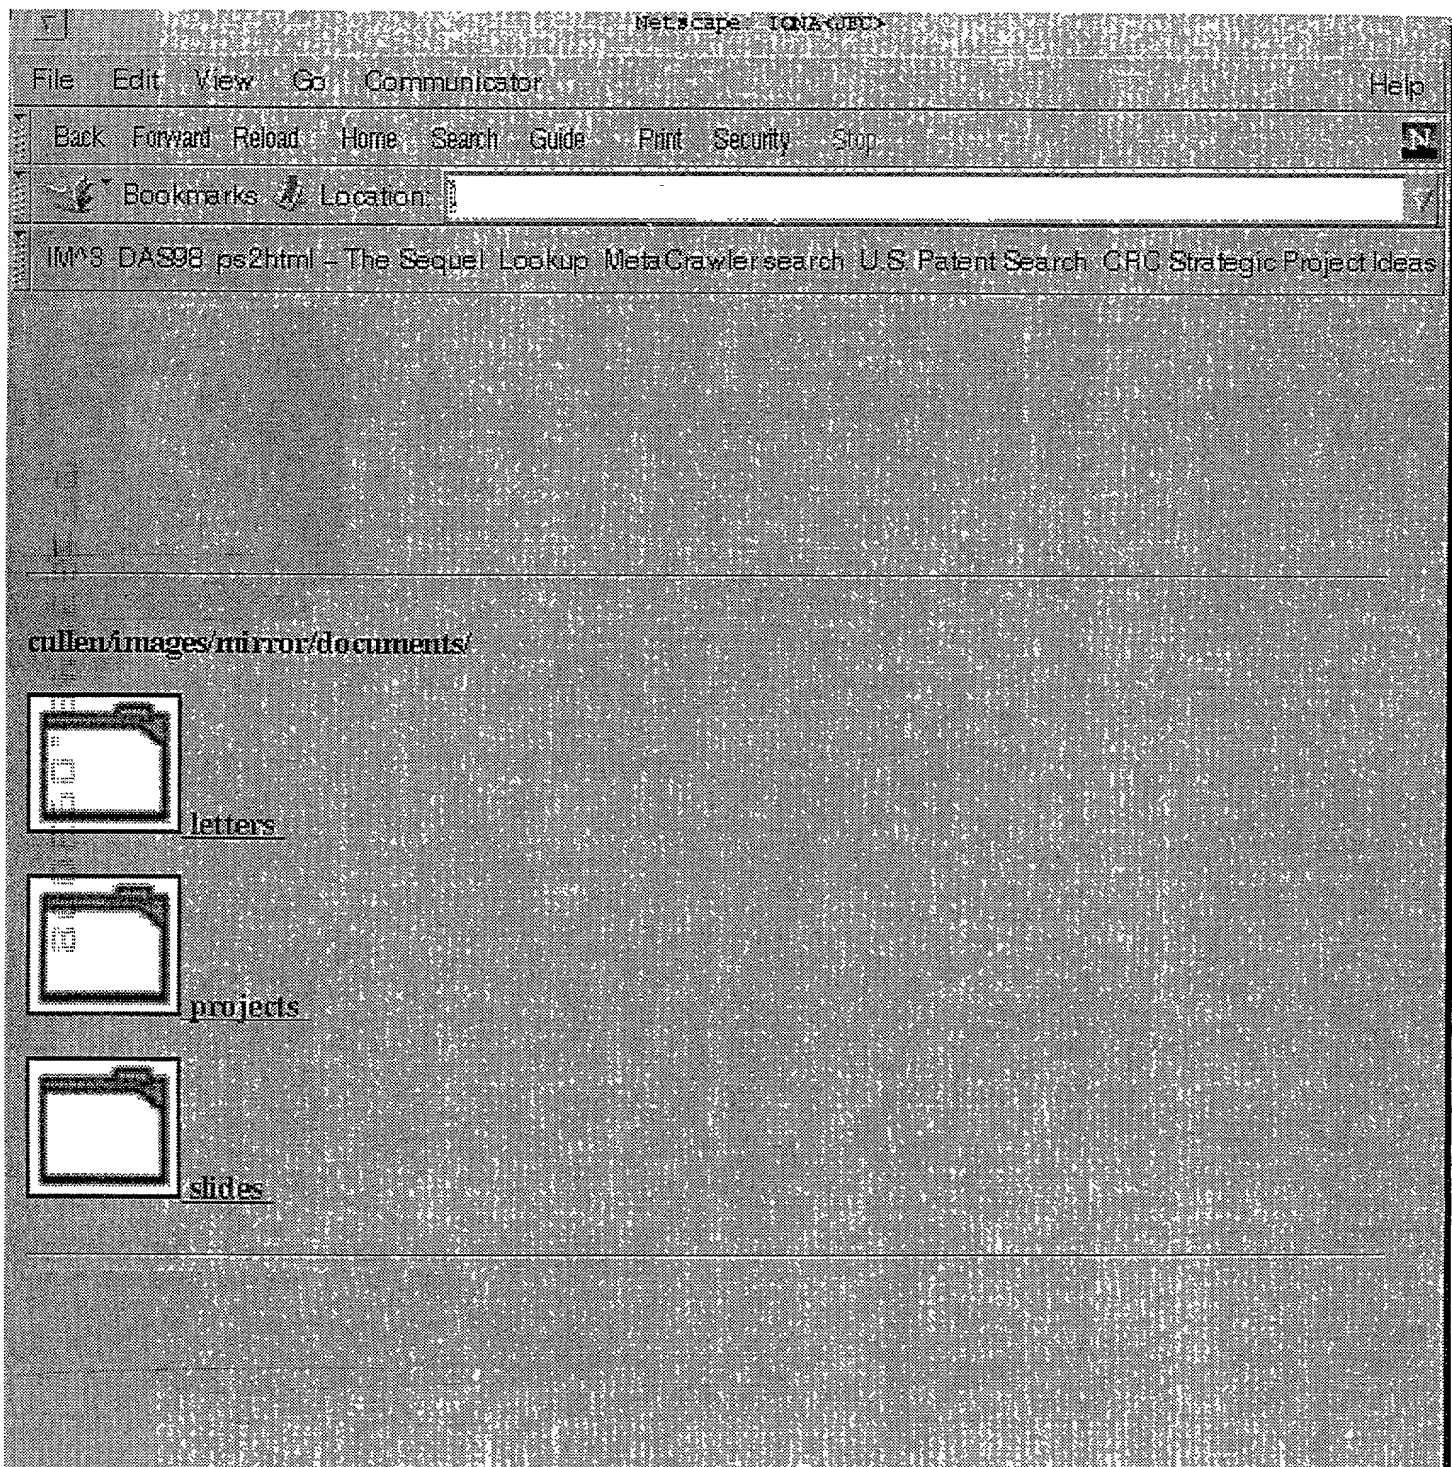 Netscape:
File Edit View Go Communicator Help
Back Forward Reload Home Search Guide Print Security Stop N
Bookmarks Location:
IM^3 DAS98 ps2html – The Sequel Lookup MetaCrawler search U.S. Patent Search CRC Strategic Project Ideas
cullen/images/mirror/documents/
letters
projects
slides